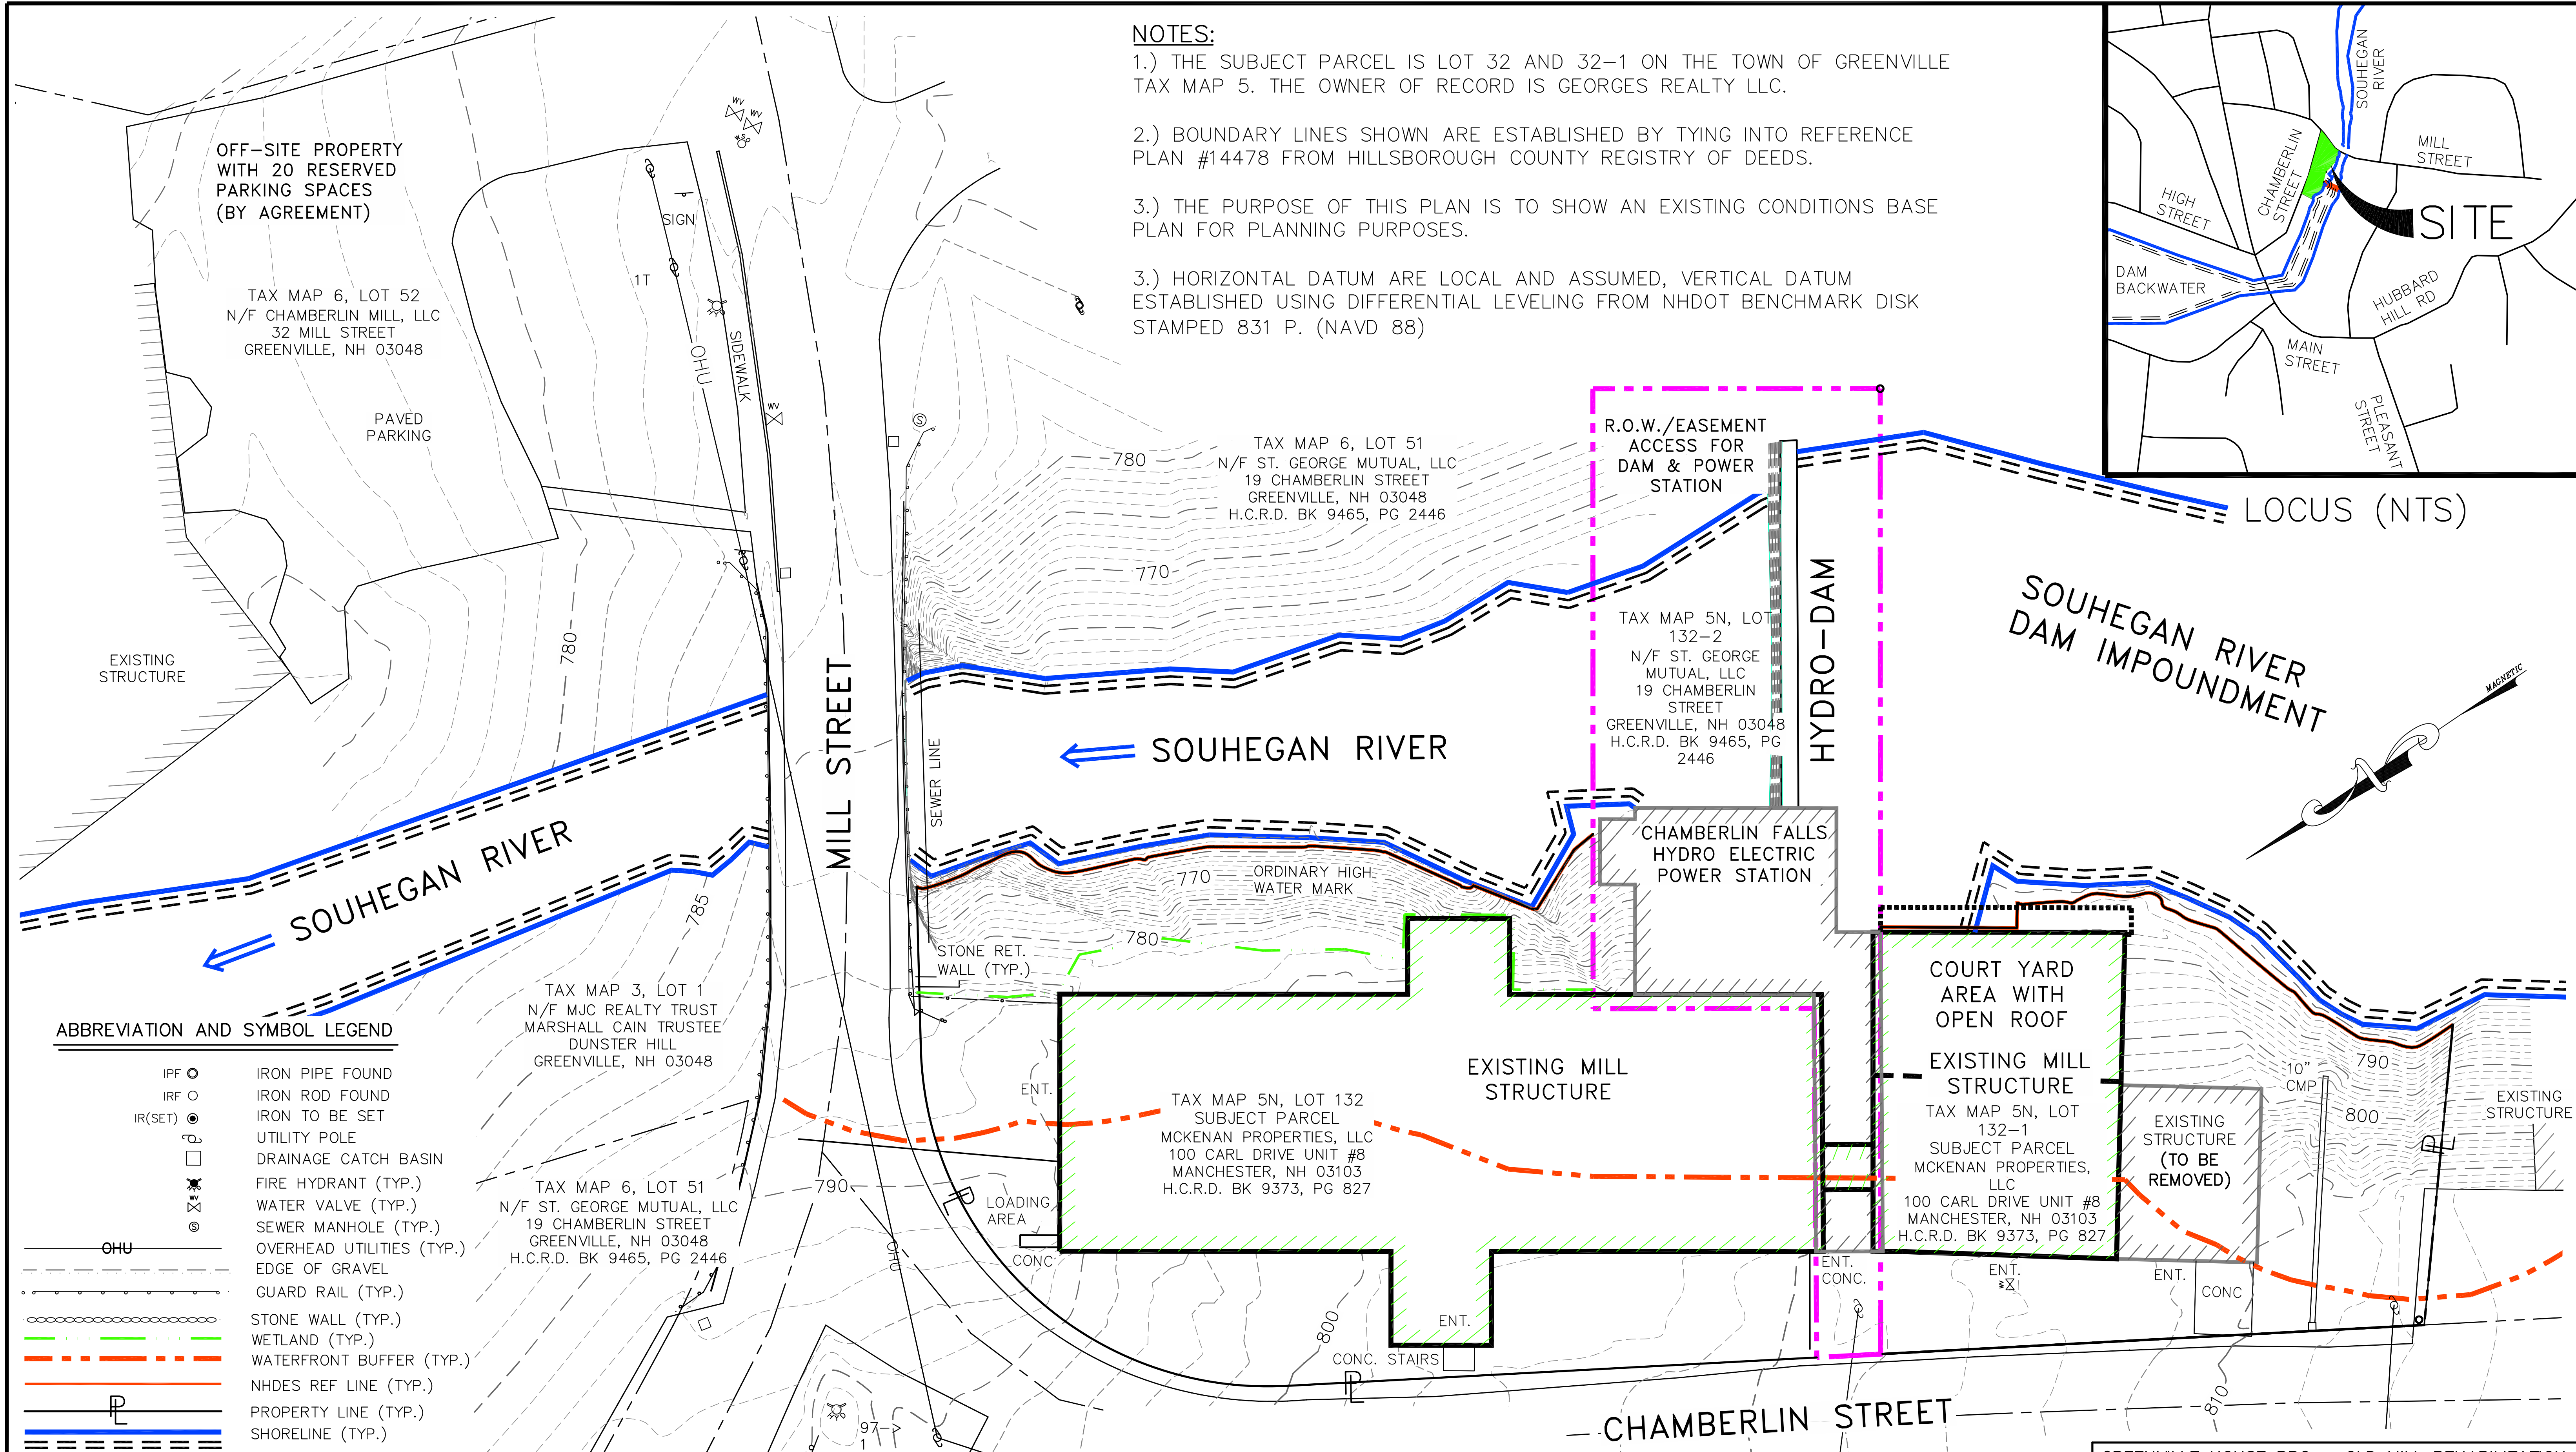 NOTES:
1.) THE SUBJECT PARCEL IS LOT 32 AND 32-1 ON THE TOWN OF GREENVILLE
TAX MAP 5. THE OWNER OF RECORD IS GEORGES REALTY LLC.
2.) BOUNDARY LINES SHOWN ARE ESTABLISHED BY TYING INTO REFERENCE
PLAN #14478 FROM HILLSBOROUGH COUNTY REGISTRY OF DEEDS.
3.) THE PURPOSE OF THIS PLAN IS TO SHOW AN EXISTING CONDITIONS BASE
PLAN FOR PLANNING PURPOSES.
3.) HORIZONTAL DATUM ARE LOCAL AND ASSUMED, VERTICAL DATUM
ESTABLISHED USING DIFFERENTIAL LEVELING FROM NHDOT BENCHMARK DISK
STAMPED 831 P. (NAVD 88)
SOUHEGAN
RIVER
MILL
STREET
CHAMBERLIN
STREET
HIGH
STREET
SITE
DAM
BACKWATER
HUBBARD
HILL RD
MAIN
STREET
PLEASANT
STREET
LOCUS (NTS)
OFF-SITE PROPERTY
WITH 20 RESERVED
PARKING SPACES
(BY AGREEMENT)
TAX MAP 6, LOT 52
N/F CHAMBERLIN MILL, LLC
32 MILL STREET
GREENVILLE, NH 03048
PAVED
PARKING
WV
WV
SIGN
1T
OHU
SIDEWALK
WV
S
EXISTING
STRUCTURE
780
780
770
TAX MAP 6, LOT 51
N/F ST. GEORGE MUTUAL, LLC
19 CHAMBERLIN STREET
GREENVILLE, NH 03048
H.C.R.D. BK 9465, PG 2446
R.O.W./EASEMENT
ACCESS FOR
DAM & POWER
STATION
TAX MAP 5N, LOT
132-2
N/F ST. GEORGE
MUTUAL, LLC
19 CHAMBERLIN
STREET
GREENVILLE, NH 03048
H.C.R.D. BK 9465, PG
2446
HYDRO-DAM
SOUHEGAN RIVER
DAM IMPOUNDMENT
MAGNETIC
MILL STREET
SEWER LINE
SOUHEGAN RIVER
SOUHEGAN RIVER
CHAMBERLIN FALLS
HYDRO ELECTRIC
POWER STATION
770
ORDINARY HIGH
WATER MARK
780
785
STONE RET.
WALL (TYP.)
TAX MAP 3, LOT 1
N/F MJC REALTY TRUST
MARSHALL CAIN TRUSTEE
DUNSTER HILL
GREENVILLE, NH 03048
TAX MAP 6, LOT 51
N/F ST. GEORGE MUTUAL, LLC
19 CHAMBERLIN STREET
GREENVILLE, NH 03048
H.C.R.D. BK 9465, PG 2446
790
OHU
ENT.
LOADING
AREA
CONC
PL
EXISTING MILL
STRUCTURE
TAX MAP 5N, LOT 132
SUBJECT PARCEL
MCKENAN PROPERTIES, LLC
100 CARL DRIVE UNIT #8
MANCHESTER, NH 03103
H.C.R.D. BK 9373, PG 827
COURT YARD
AREA WITH
OPEN ROOF
EXISTING MILL
STRUCTURE
TAX MAP 5N, LOT
132-1
SUBJECT PARCEL
MCKENAN PROPERTIES,
LLC
100 CARL DRIVE UNIT #8
MANCHESTER, NH 03103
H.C.R.D. BK 9373, PG 827
EXISTING
STRUCTURE
(TO BE
REMOVED)
10"
CMP
790
800
PL
EXISTING
STRUCTURE
ENT.
CONC.
ENT.
ENT.
CONC
ENT.
800
CONC. STAIRS
PL
810
CHAMBERLIN STREET
97->
1
ABBREVIATION AND SYMBOL LEGEND
IPF IRON PIPE FOUND
IRF IRON ROD FOUND
IR(SET) IRON TO BE SET
UTILITY POLE
DRAINAGE CATCH BASIN
FIRE HYDRANT (TYP.)
WV WATER VALVE (TYP.)
S SEWER MANHOLE (TYP.)
OHU OVERHEAD UTILITIES (TYP.)
EDGE OF GRAVEL
GUARD RAIL (TYP.)
STONE WALL (TYP.)
WETLAND (TYP.)
WATERFRONT BUFFER (TYP.)
NHDES REF LINE (TYP.)
PL PROPERTY LINE (TYP.)
SHORELINE (TYP.)